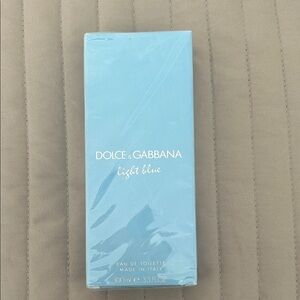 DOLCE & GABBANA
light blue
EAU DE TOILETTE
MADE IN ITALY